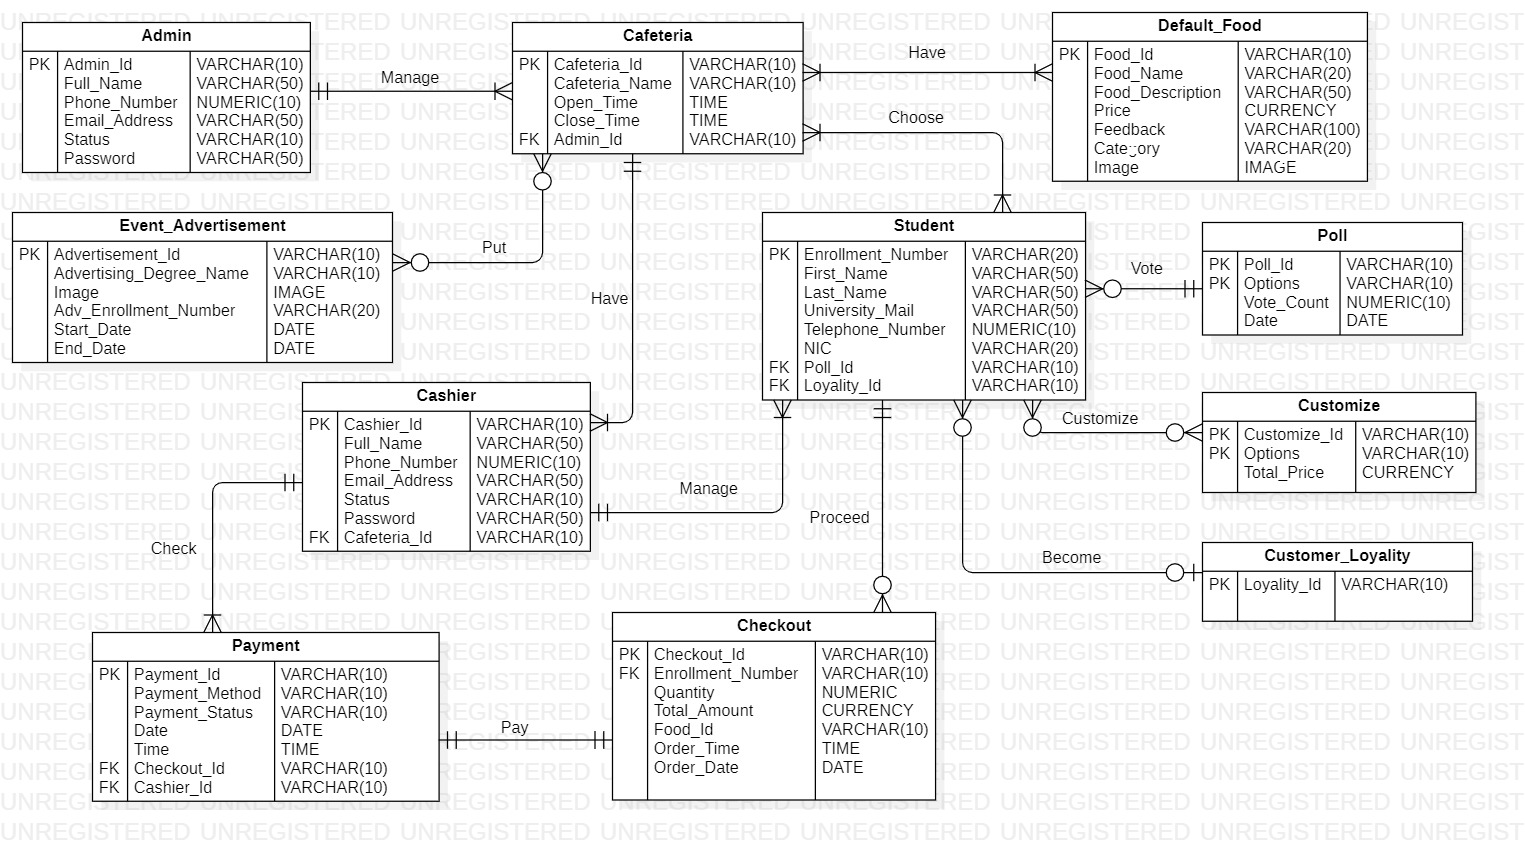 Admin
PK Admin_Id VARCHAR(10)
Full_Name VARCHAR(50)
Phone_Number NUMERIC(10)
Email_Address VARCHAR(50)
Status VARCHAR(10)
Password VARCHAR(50)
Manage
Cafeteria
PK Cafeteria_Id VARCHAR(10)
Cafeteria_Name VARCHAR(10)
Open_Time TIME
Close_Time TIME
FK Admin_Id VARCHAR(10)
Have
Choose
Default_Food
PK Food_Id VARCHAR(10)
Food_Name VARCHAR(20)
Food_Description VARCHAR(50)
Price CURRENCY
Feedback VARCHAR(100)
Category VARCHAR(20)
Image IMAGE
Event_Advertisement
PK Advertisement_Id VARCHAR(10)
Advertising_Degree_Name VARCHAR(10)
Image IMAGE
Adv_Enrollment_Number VARCHAR(20)
Start_Date DATE
End_Date DATE
Put
Have
Student
PK Enrollment_Number VARCHAR(20)
First_Name VARCHAR(50)
Last_Name VARCHAR(50)
University_Mail VARCHAR(50)
Telephone_Number NUMERIC(10)
NIC VARCHAR(20)
FK Poll_Id VARCHAR(10)
FK Loyality_Id VARCHAR(10)
Vote
Poll
PK Poll_Id VARCHAR(10)
PK Options VARCHAR(10)
Vote_Count NUMERIC(10)
Date DATE
Cashier
PK Cashier_Id VARCHAR(10)
Full_Name VARCHAR(50)
Phone_Number NUMERIC(10)
Email_Address VARCHAR(50)
Status VARCHAR(10)
Password VARCHAR(50)
FK Cafeteria_Id VARCHAR(10)
Manage
Proceed
Check
Customize
Customize
PK Customize_Id VARCHAR(10)
PK Options VARCHAR(10)
Total_Price CURRENCY
Become
Customer_Loyality
PK Loyality_Id VARCHAR(10)
Payment
PK Payment_Id VARCHAR(10)
Payment_Method VARCHAR(10)
Payment_Status VARCHAR(10)
Date DATE
Time TIME
FK Checkout_Id VARCHAR(10)
FK Cashier_Id VARCHAR(10)
Pay
Checkout
PK Checkout_Id VARCHAR(10)
FK Enrollment_Number VARCHAR(10)
Quantity NUMERIC
Total_Amount CURRENCY
Food_Id VARCHAR(10)
Order_Time TIME
Order_Date DATE
UNREGISTERED